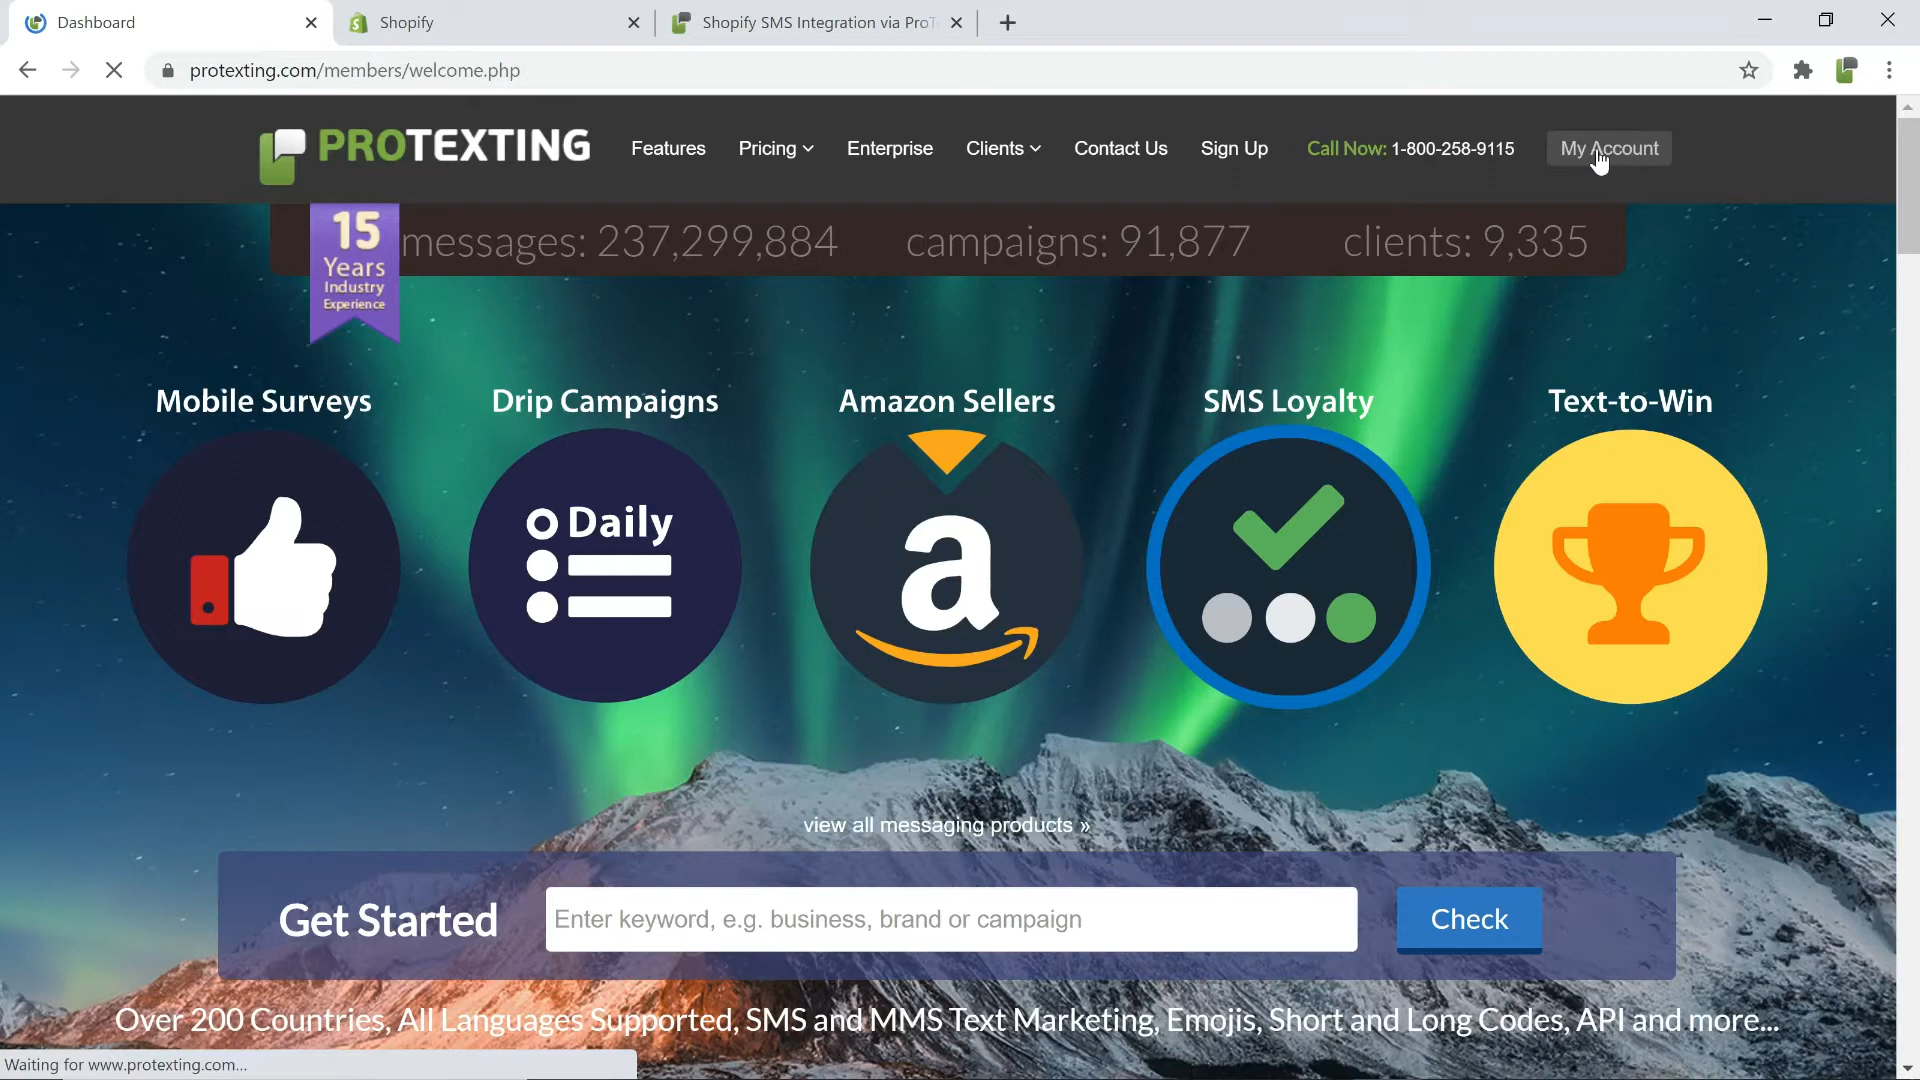 Dashboard
Shopify
Shopify SMS Integration via ProTe
protexting.com/members/welcome.php
PROTEXTING
Features
Pricing
Enterprise
Clients
Contact Us
Sign Up
Call Now: 1-800-258-9115
My Account
15
Years
Industry
Experience
messages: 237,299,884
campaigns: 91,877
clients: 9,335
Mobile Surveys
Drip Campaigns
Amazon Sellers
SMS Loyalty
Text-to-Win
Daily
a
view all messaging products »
Get Started
Enter keyword, e.g. business, brand or campaign
Check
Over 200 Countries, All Languages Supported, SMS and MMS Text Marketing, Emojis, Short and Long Codes, API and more...
Waiting for www.protexting.com...